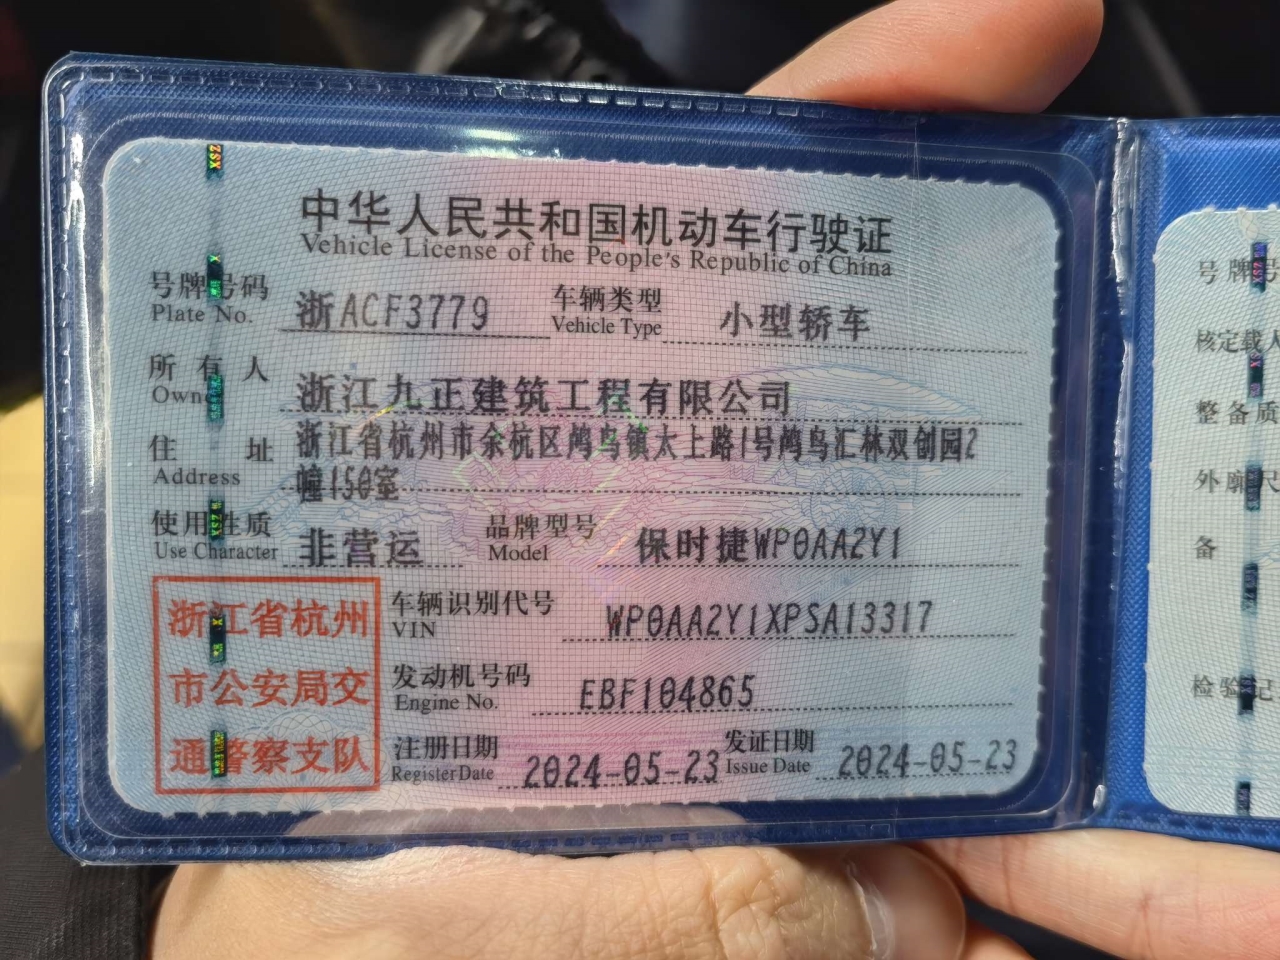 中华人民共和国机动车行驶证
Vehicle License of the People's Republic of China
号牌号码 浙ACF3779 车辆类型 小型轿车
Plate No. Vehicle Type
所有人 浙江九正建筑工程有限公司
Owner
住址 浙江省杭州市余杭区鸬鸟镇太上路1号鸬鸟汇林双创园2
Address 幢150室
使用性质 非营运 品牌型号 保时捷WP0AA2Y1
Use Character Model
浙江省杭州
市公安局交
通警察支队
车辆识别代号 WP0AA2Y1XPSA13317
VIN
发动机号码 EBF104865
Engine No.
注册日期 2024-05-23 发证日期 2024-05-23
Register Date Issue Date
号牌号
核定载人
整备质
外廓尺
备
检验记